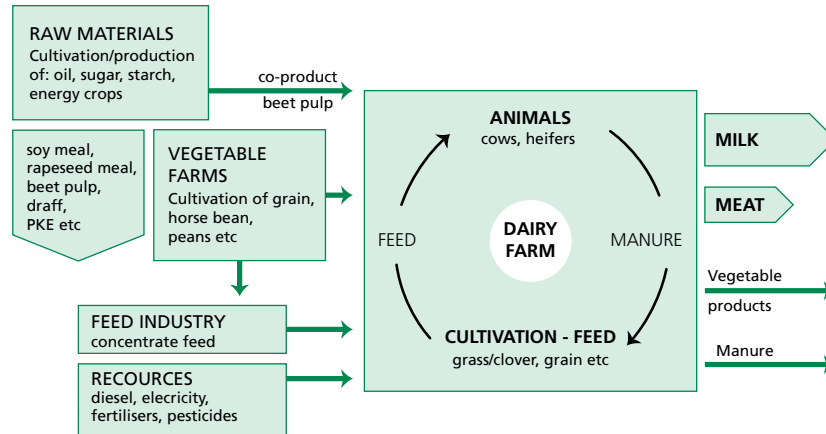 RAW MATERIALS
Cultivation/production
of: oil, sugar, starch,
energy crops
co-product
beet pulp
soy meal,
rapeseed meal,
beet pulp,
draff,
PKE etc
VEGETABLE
FARMS
Cultivation of grain,
horse bean,
peans etc
FEED INDUSTRY
concentrate feed
RECOURCES
diesel, elecricity,
fertilisers, pesticides
ANIMALS
cows, heifers
FEED
DAIRY
FARM
MANURE
CULTIVATION - FEED
grass/clover, grain etc
MILK
MEAT
Vegetable
products
Manure